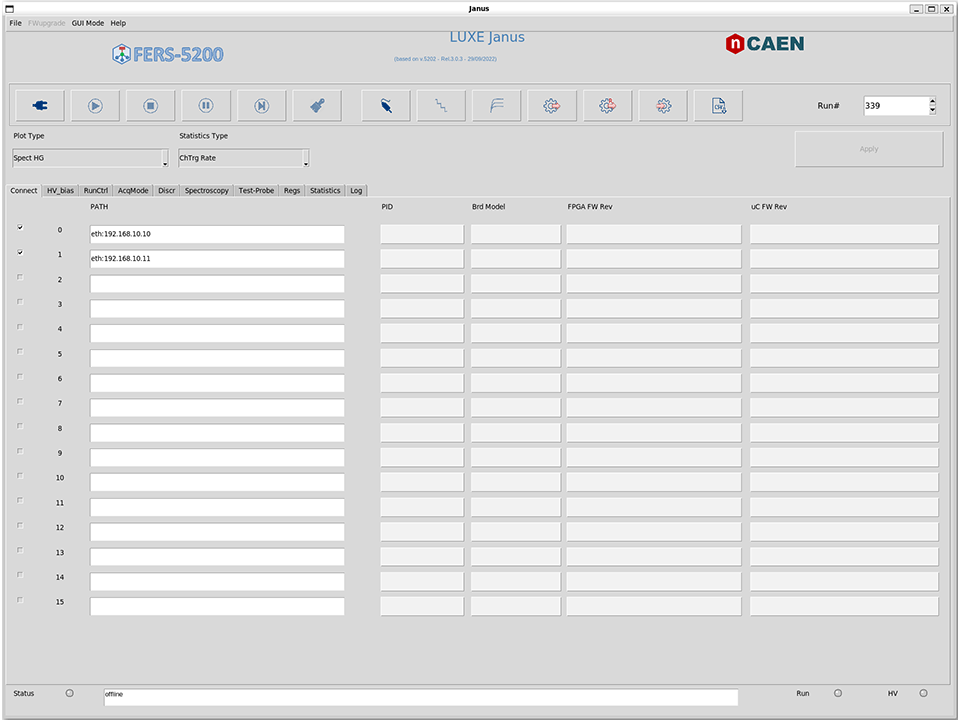 Janus
File FWupgrade GUI Mode Help
LUXE Janus
FERS-5200
(based on v.5202 - Rel.3.0.3 - 29/09/2022)
n CAEN
CSV
Run# 339
Plot Type Statistics Type
Spect HG ChTrg Rate Apply
Connect HV_bias RunCtrl AcqMode Discr Spectroscopy Test-Probe Regs Statistics Log
PATH PID Brd Model FPGA FW Rev uC FW Rev
0 eth:192.168.10.10
1 eth:192.168.10.11
2
3
4
5
6
7
8
9
10
11
12
13
14
15
Status offline Run HV